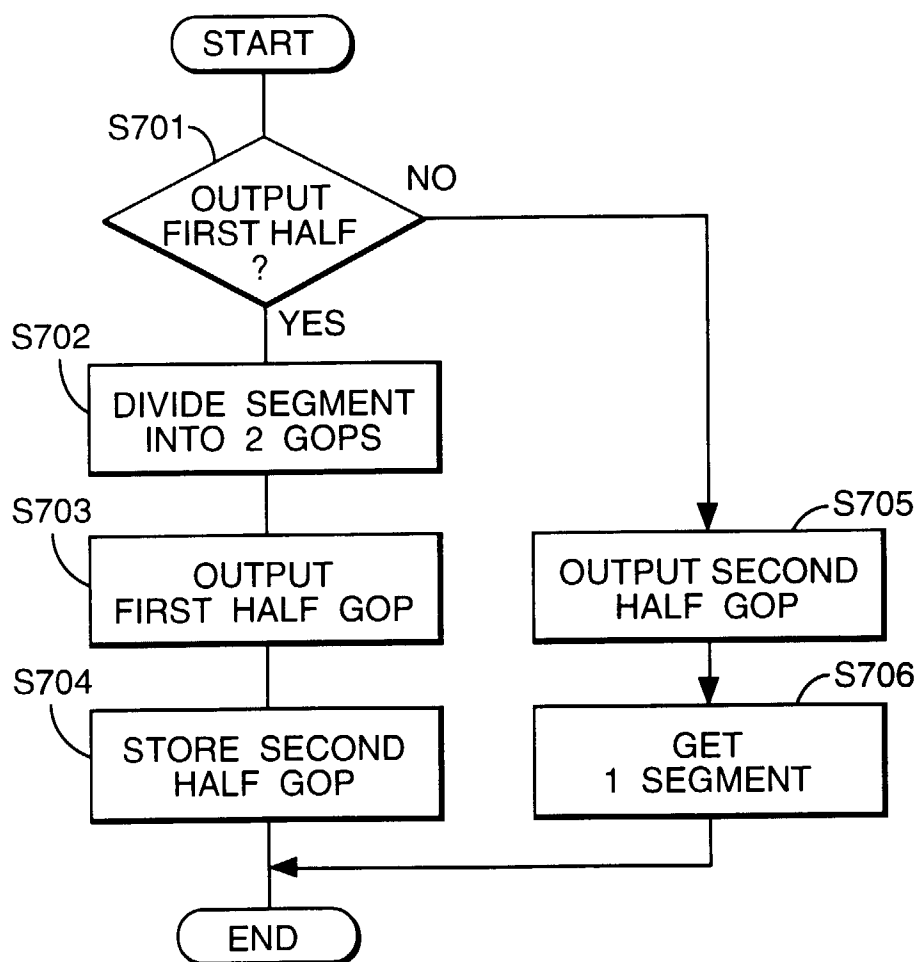 START
S701
OUTPUT
FIRST HALF
?
NO
YES
S702
DIVIDE SEGMENT
INTO 2 GOPS
S703
OUTPUT
FIRST HALF GOP
S704
STORE SECOND
HALF GOP
S705
OUTPUT SECOND
HALF GOP
S706
GET
1 SEGMENT
END